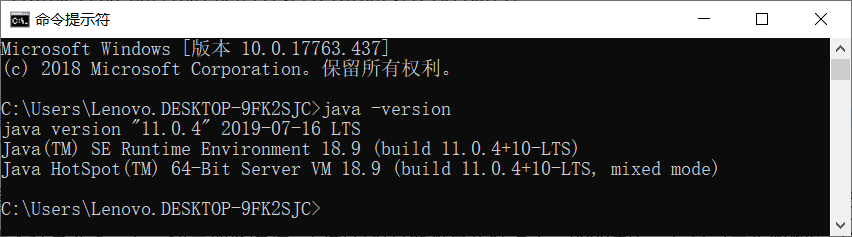 命令提示符
Microsoft Windows [版本 10.0.17763.437]
(c) 2018 Microsoft Corporation。保留所有权利。
C:\Users\Lenovo.DESKTOP-9FK2SJC>java -version
java version "11.0.4" 2019-07-16 LTS
Java(TM) SE Runtime Environment 18.9 (build 11.0.4+10-LTS)
Java HotSpot(TM) 64-Bit Server VM 18.9 (build 11.0.4+10-LTS, mixed mode)
C:\Users\Lenovo.DESKTOP-9FK2SJC>